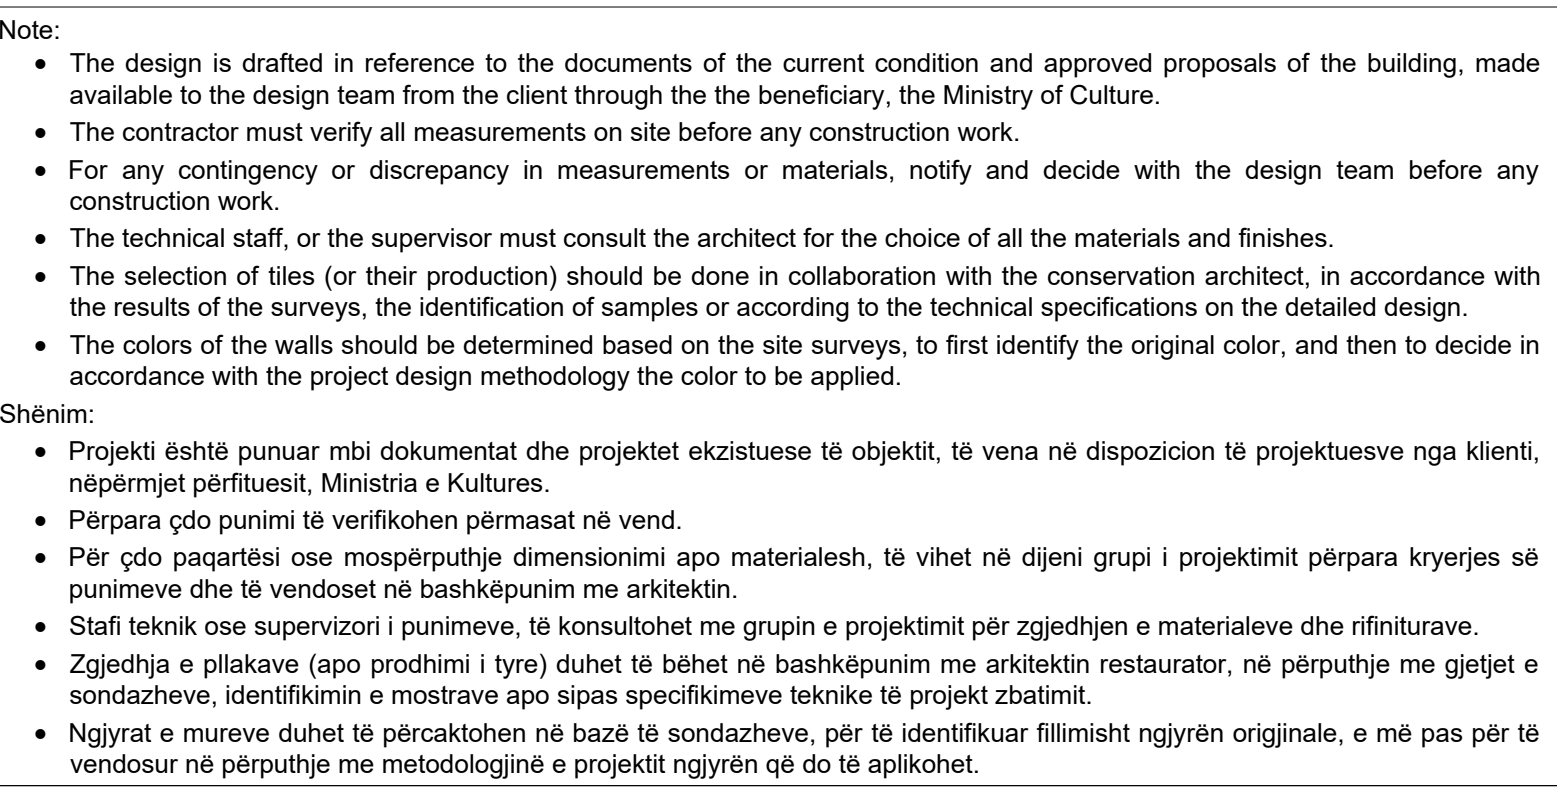 Note:
• The design is drafted in reference to the documents of the current condition and approved proposals of the building, made
available to the design team from the client through the the beneficiary, the Ministry of Culture.
• The contractor must verify all measurements on site before any construction work.
• For any contingency or discrepancy in measurements or materials, notify and decide with the design team before any
construction work.
• The technical staff, or the supervisor must consult the architect for the choice of all the materials and finishes.
• The selection of tiles (or their production) should be done in collaboration with the conservation architect, in accordance with
the results of the surveys, the identification of samples or according to the technical specifications on the detailed design.
• The colors of the walls should be determined based on the site surveys, to first identify the original color, and then to decide in
accordance with the project design methodology the color to be applied.
Shënim:
• Projekti është punuar mbi dokumentat dhe projektet ekzistuese të objektit, të vena në dispozicion të projektuesve nga klienti,
nëpërmjet përfituesit, Ministria e Kultures.
• Përpara çdo punimi të verifikohen përmasat në vend.
• Për çdo paqartësi ose mospërputhje dimensionimi apo materialesh, të vihet në dijeni grupi i projektimit përpara kryerjes së
punimeve dhe të vendoset në bashkëpunim me arkitektin.
• Stafi teknik ose supervizori i punimeve, të konsultohet me grupin e projektimit për zgjedhjen e materialeve dhe rifiniturave.
• Zgjedhja e pllakave (apo prodhimi i tyre) duhet të bëhet në bashkëpunim me arkitektin restaurator, në përputhje me gjetjet e
sondazheve, identifikimin e mostrave apo sipas specifikimeve teknike të projekt zbatimit.
• Ngjyrat e mureve duhet të përcaktohen në bazë të sondazheve, për të identifikuar fillimisht ngjyrën origjinale, e më pas për të
vendosur në përputhje me metodologjinë e projektit ngjyrën që do të aplikohet.